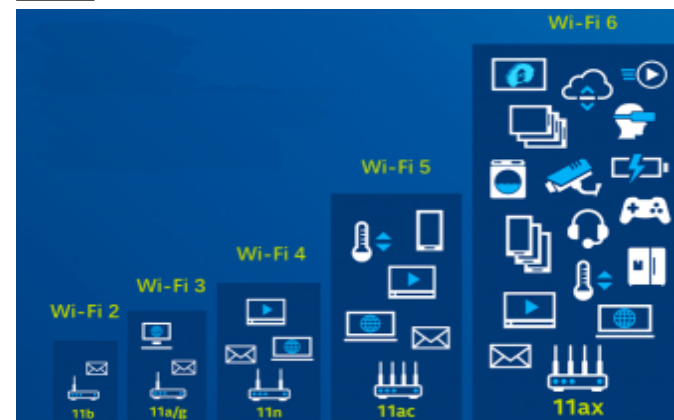 Wi-Fi 6
Wi-Fi 5
Wi-Fi 4
Wi-Fi 3
Wi-Fi 2
11b
11a/g
11n
11ac
11ax